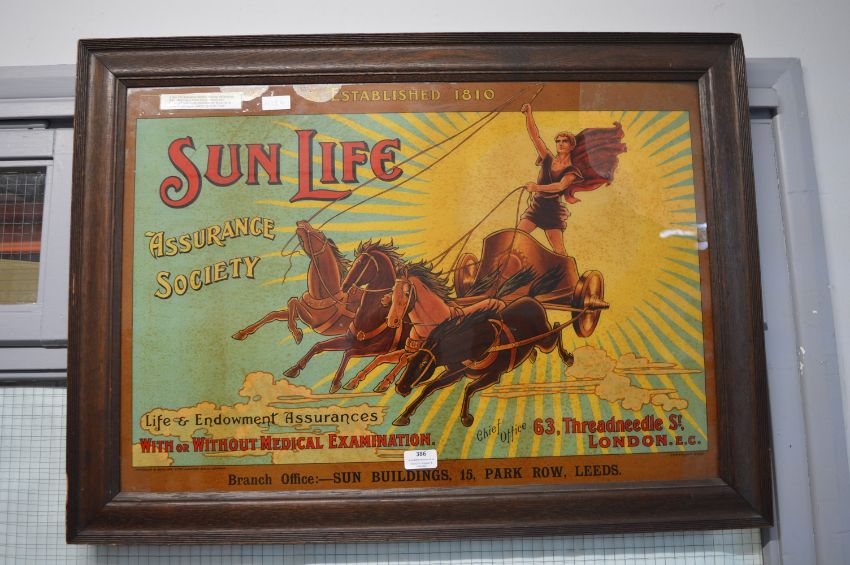 ESTABLISHED 1810
SUN LIFE
ASSURANCE
SOCIETY
Life & Endowment Assurances
WITH OR WITHOUT MEDICAL EXAMINATION.
Chief Office 63, Threadneedle St,
LONDON. E.C.
386
Branch Office:—SUN BUILDINGS, 15, PARK ROW, LEEDS.